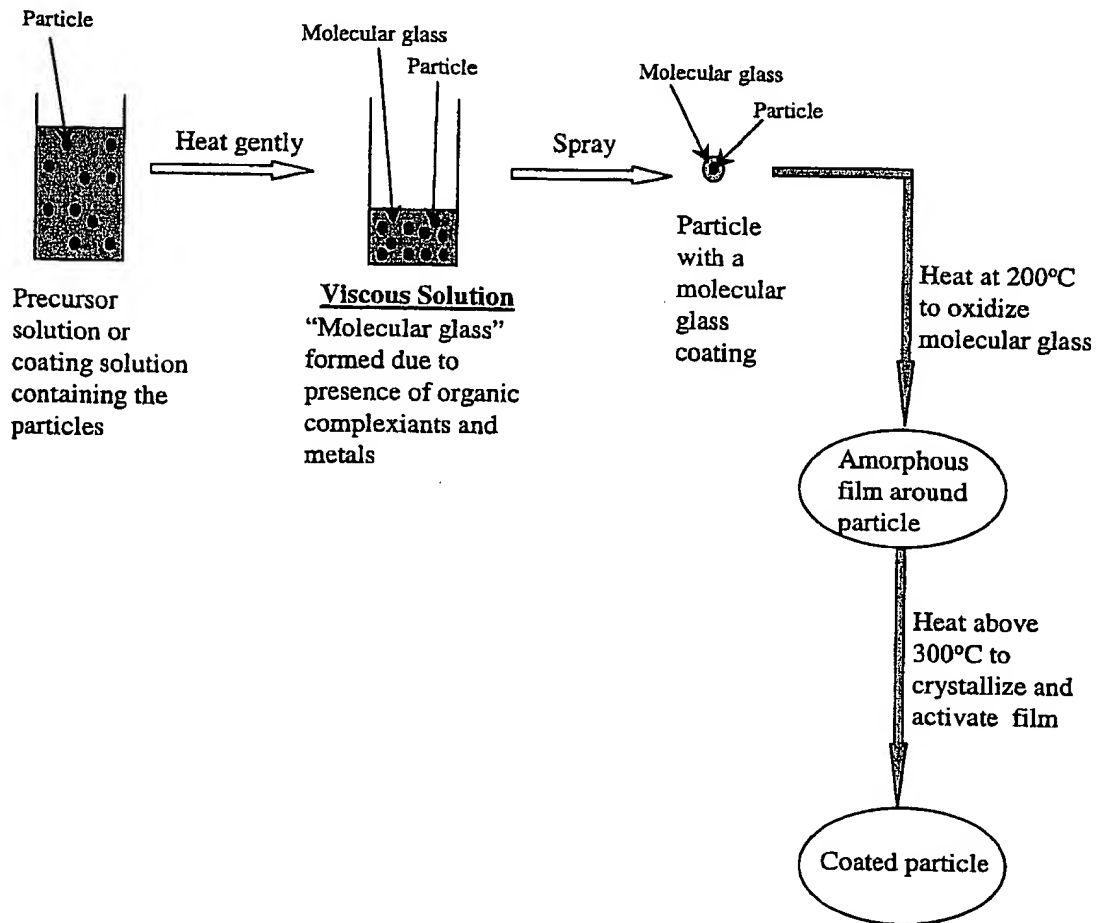 Particle
Heat gently
Precursor
solution or
coating solution
containing the
particles
Molecular glass
Particle
Viscous Solution
“Molecular glass”
formed due to
presence of organic
complexiants and
metals
Spray
Molecular glass
Particle
Particle
with a
molecular
glass
coating
Heat at 200°C
to oxidize
molecular glass
Amorphous
film around
particle
Heat above
300°C to
crystallize and
activate film
Coated particle